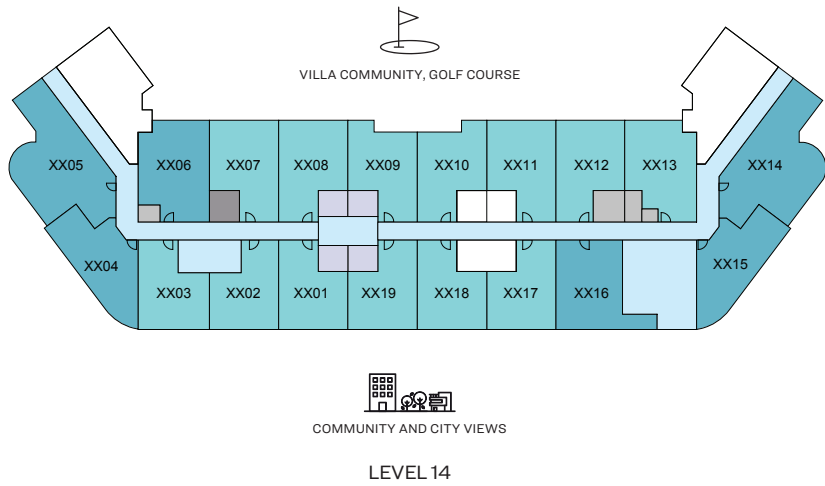 VILLA COMMUNITY, GOLF COURSE
XX05
XX06
XX07
XX08
XX09
XX10
XX11
XX12
XX13
XX14
XX04
XX03
XX02
XX01
XX19
XX18
XX17
XX16
XX15
COMMUNITY AND CITY VIEWS
LEVEL 14